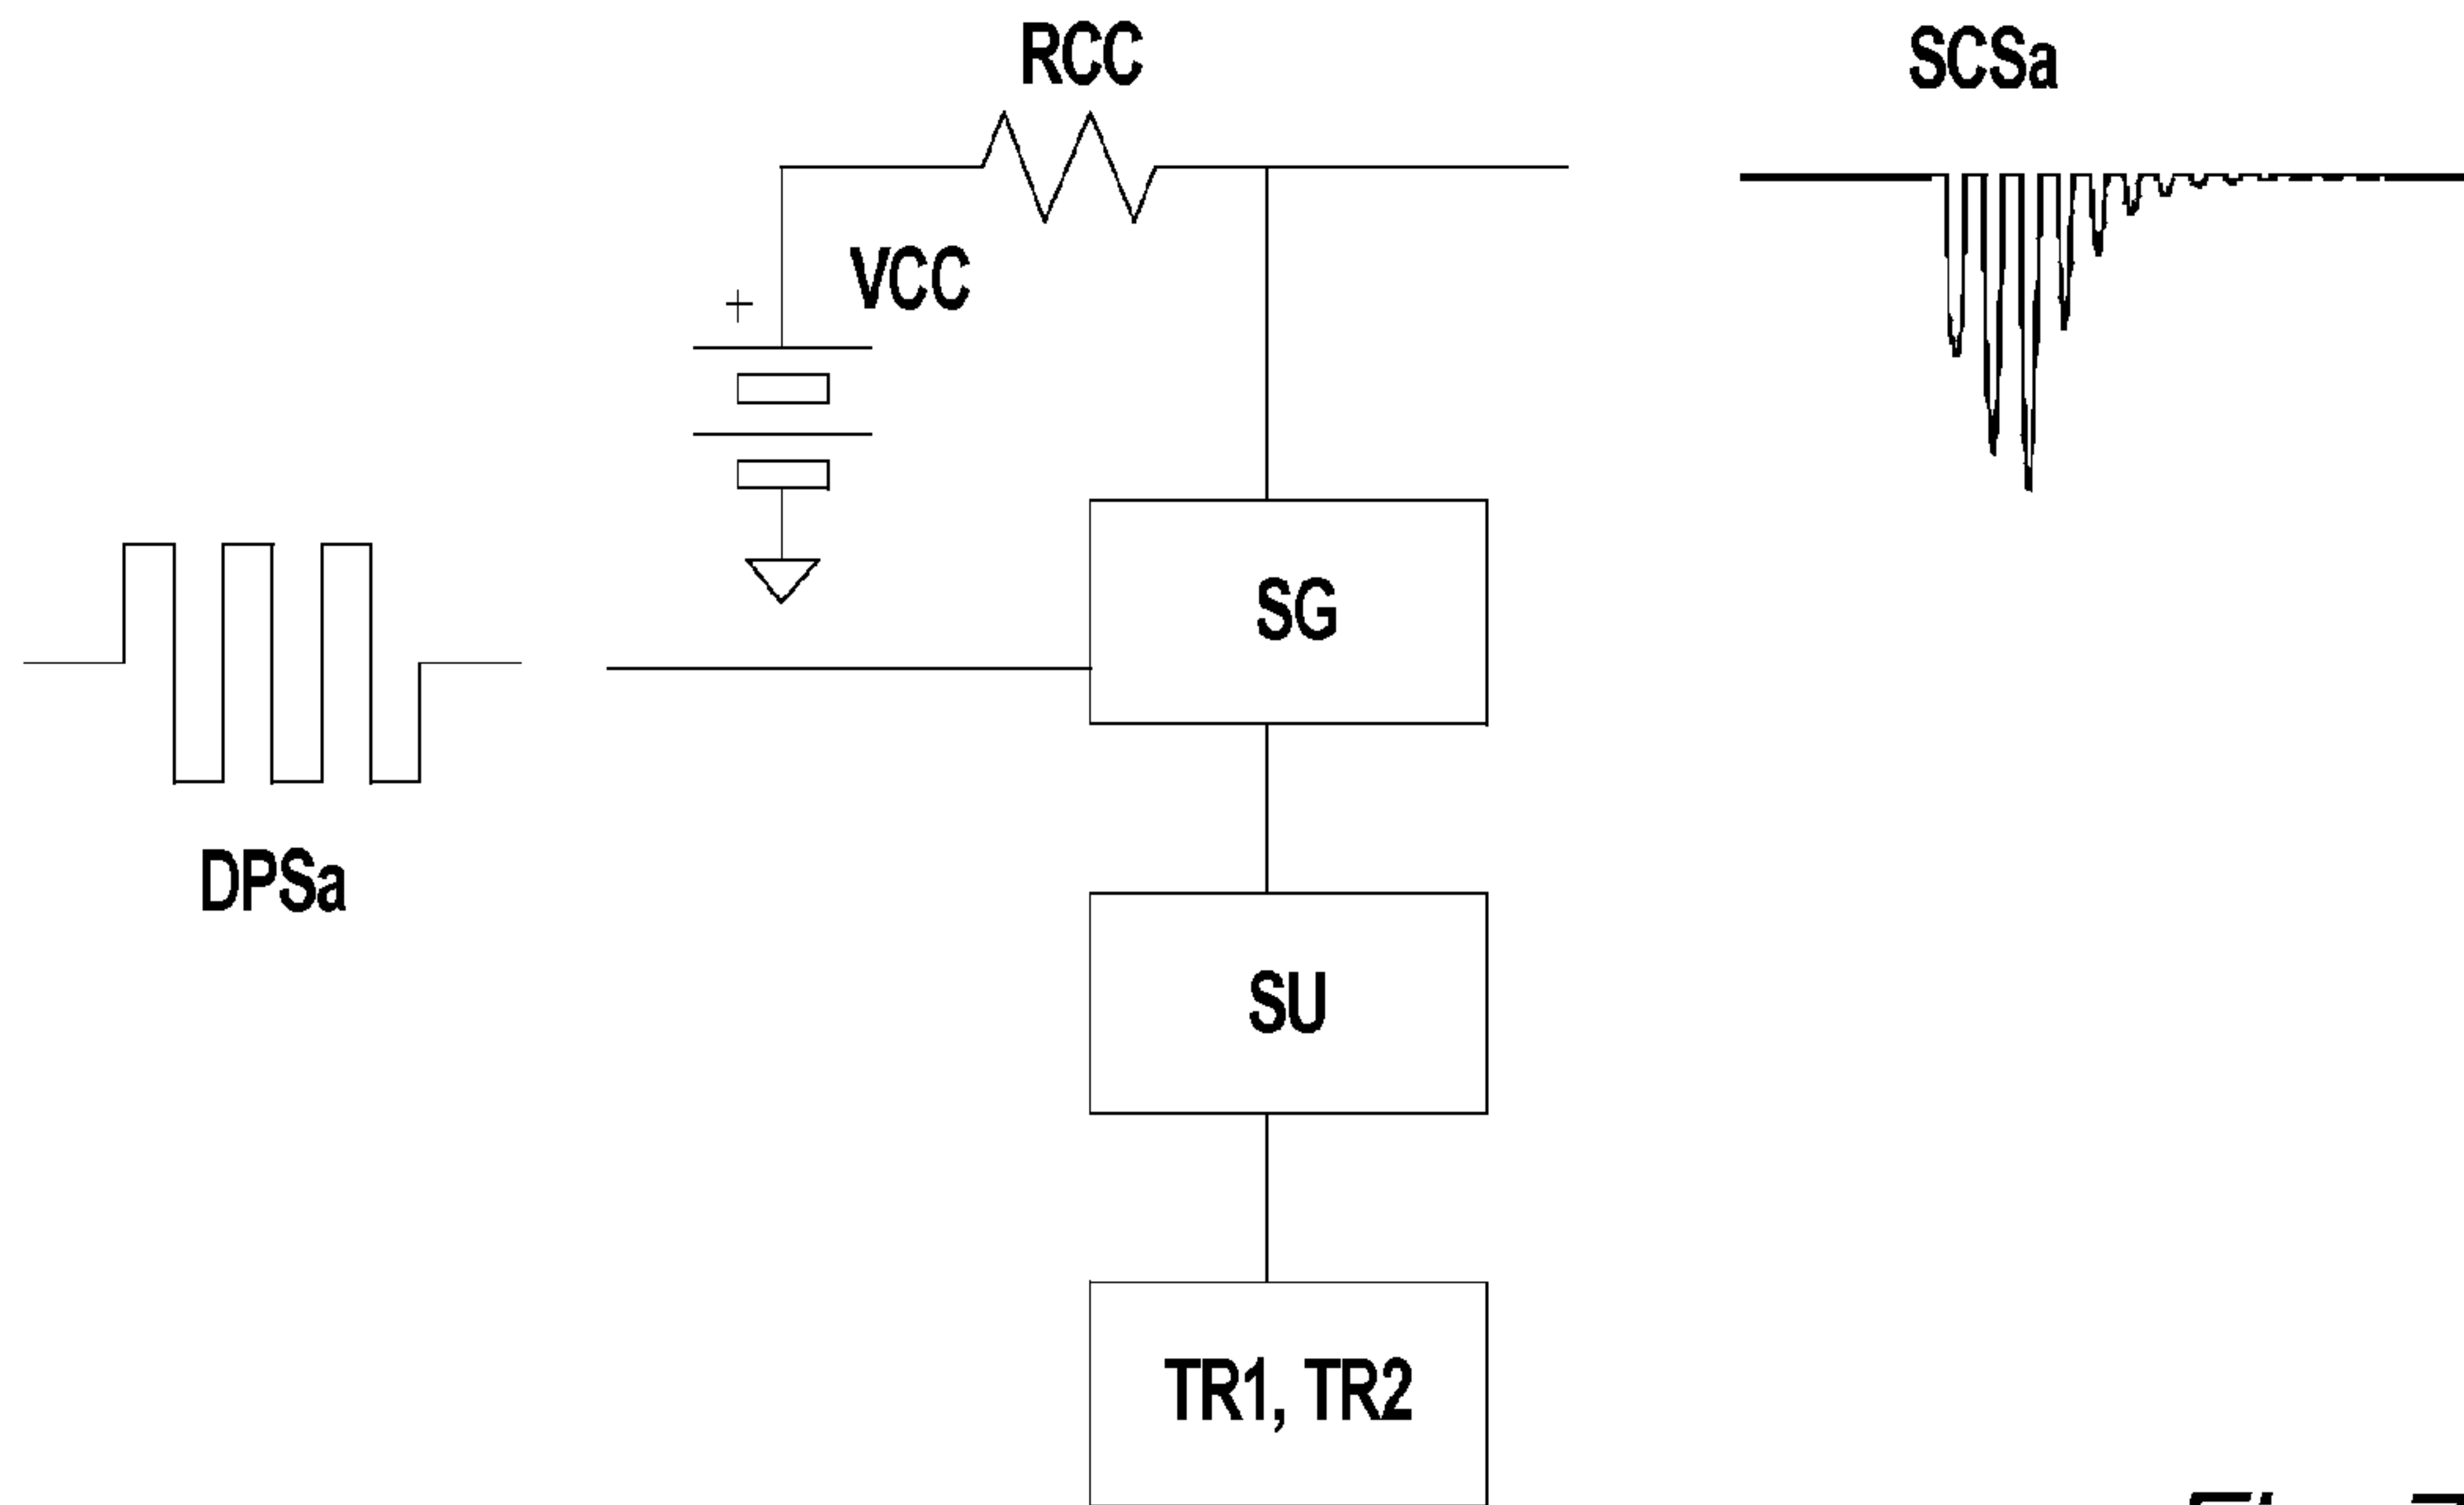 RCC
SCSa
VCC
+
SG
DPSa
SU
TR1, TR2